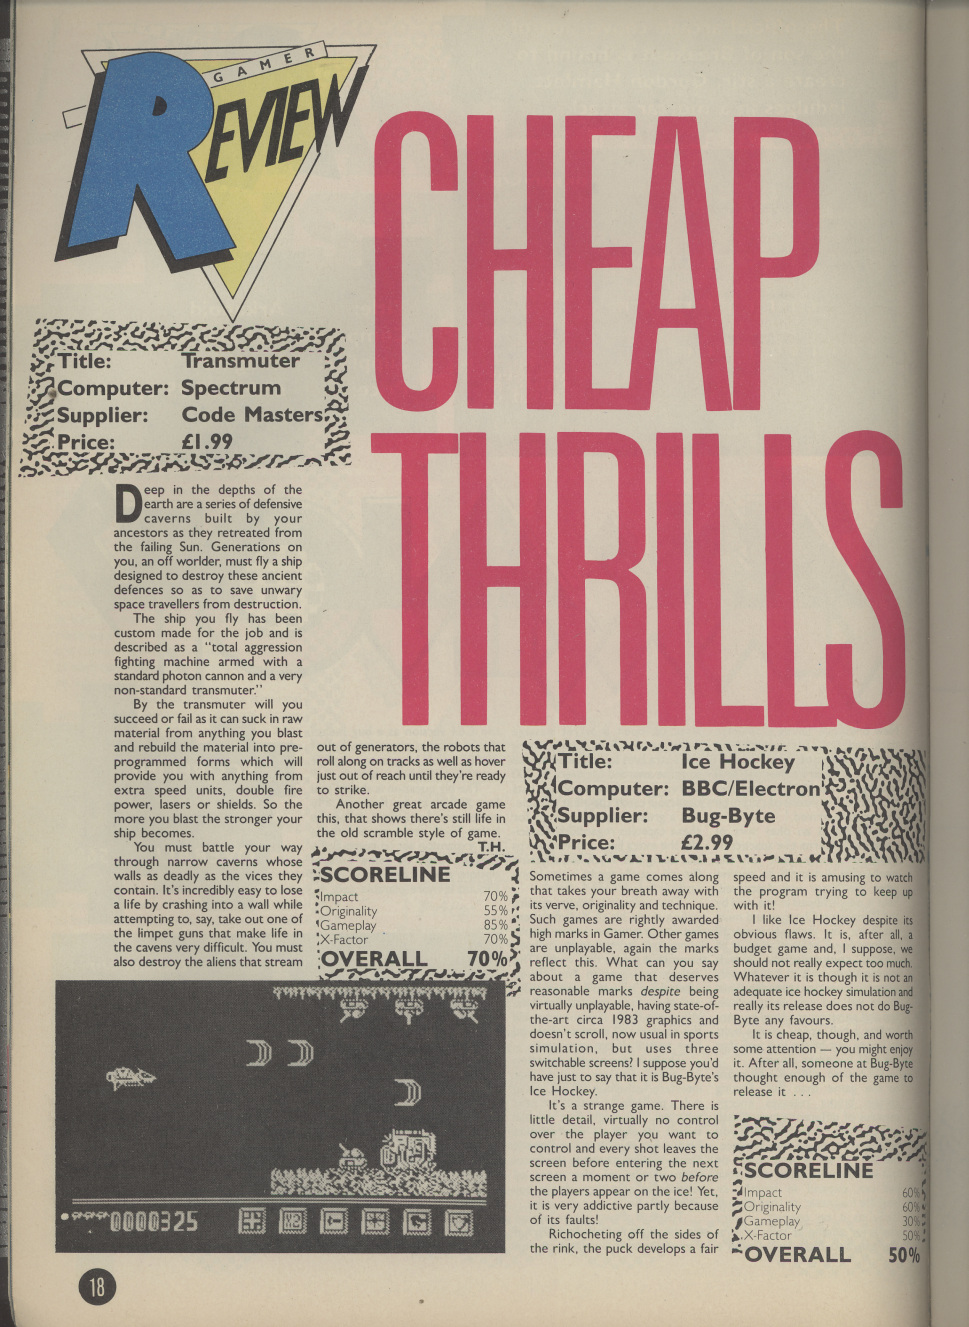 GAMER
REVIEW
CHEAP
THRILLS
Title: Transmuter
Computer: Spectrum
Supplier: Code Masters
Price: £1.99
Deep in the depths of the
earth are a series of defensive
caverns built by your
ancestors as they retreated from
the failing Sun. Generations on
you, an off worlder, must fly a ship
designed to destroy these ancient
defences so as to save unwary
space travellers from destruction.
The ship you fly has been
custom made for the job and is
described as a "total aggression
fighting machine armed with a
standard photon cannon and a very
non-standard transmuter."
By the transmuter will you
succeed or fail as it can suck in raw
material from anything you blast
and rebuild the material into pre-
programmed forms which will
provide you with anything from
extra speed units, double fire
power, lasers or shields. So the
more you blast the stronger your
ship becomes.
You must battle your way
through narrow caverns whose
walls as deadly as the vices they
contain. It's incredibly easy to lose
a life by crashing into a wall while
attempting to, say, take out one of
the limpet guns that make life in
the cavens very difficult. You must
also destroy the aliens that stream
out of generators, the robots that
roll along on tracks as well as hover
just out of reach until they're ready
to strike.
Another great arcade game
this, that shows there's still life in
the old scramble style of game.
T.H.
SCORELINE
Impact 70%
Originality 55%
Gameplay 85%
X-Factor 70%
OVERALL 70%
0000325
Title: Ice Hockey
Computer: BBC/Electron
Supplier: Bug-Byte
Price: £2.99
Sometimes a game comes along
that takes your breath away with
its verve, originality and technique.
Such games are rightly awarded
high marks in Gamer. Other games
are unplayable, again the marks
reflect this. What can you say
about a game that deserves
reasonable marks despite being
virtually unplayable, having state-of-
the-art circa 1983 graphics and
doesn't scroll, now usual in sports
simulation, but uses three
switchable screens? I suppose you'd
have just to say that it is Bug-Byte's
Ice Hockey.
It's a strange game. There is
little detail, virtually no control
over the player you want to
control and every shot leaves the
screen before entering the next
screen a moment or two before
the players appear on the ice! Yet,
it is very addictive partly because
of its faults!
Richocheting off the sides of
the rink, the puck develops a fair
speed and it is amusing to watch
the program trying to keep up
with it!
I like Ice Hockey despite its
obvious flaws. It is, after all, a
budget game and, I suppose, we
should not really expect too much.
Whatever it is though it is not an
adequate ice hockey simulation and
really its release does not do Bug-
Byte any favours.
It is cheap, though, and worth
some attention — you might enjoy
it. After all, someone at Bug-Byte
thought enough of the game to
release it . . .
SCORELINE
Impact 60%
Originality 60%
Gameplay 30%
X-Factor 50%
OVERALL 50%
18